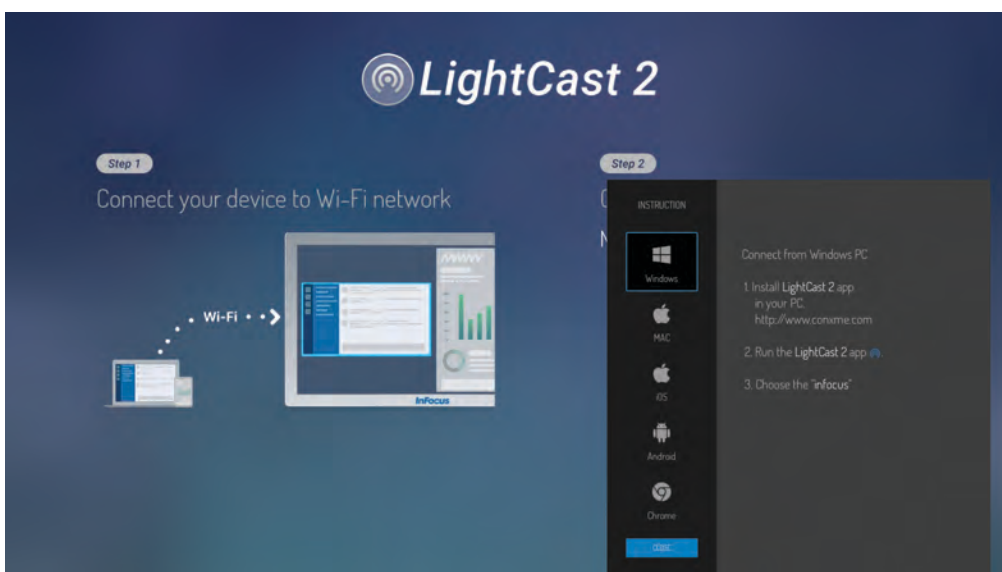 LightCast 2
Step 1
Connect your device to Wi-Fi network
Wi-Fi
InFocus
Step 2
INSTRUCTION
Windows
MAC
iOS
Android
Chrome
Connect from Windows PC
1. Install LightCast 2 app
in your PC.
http://www.conxme.com
2. Run the LightCast 2 app .
3. Choose the "infocus"